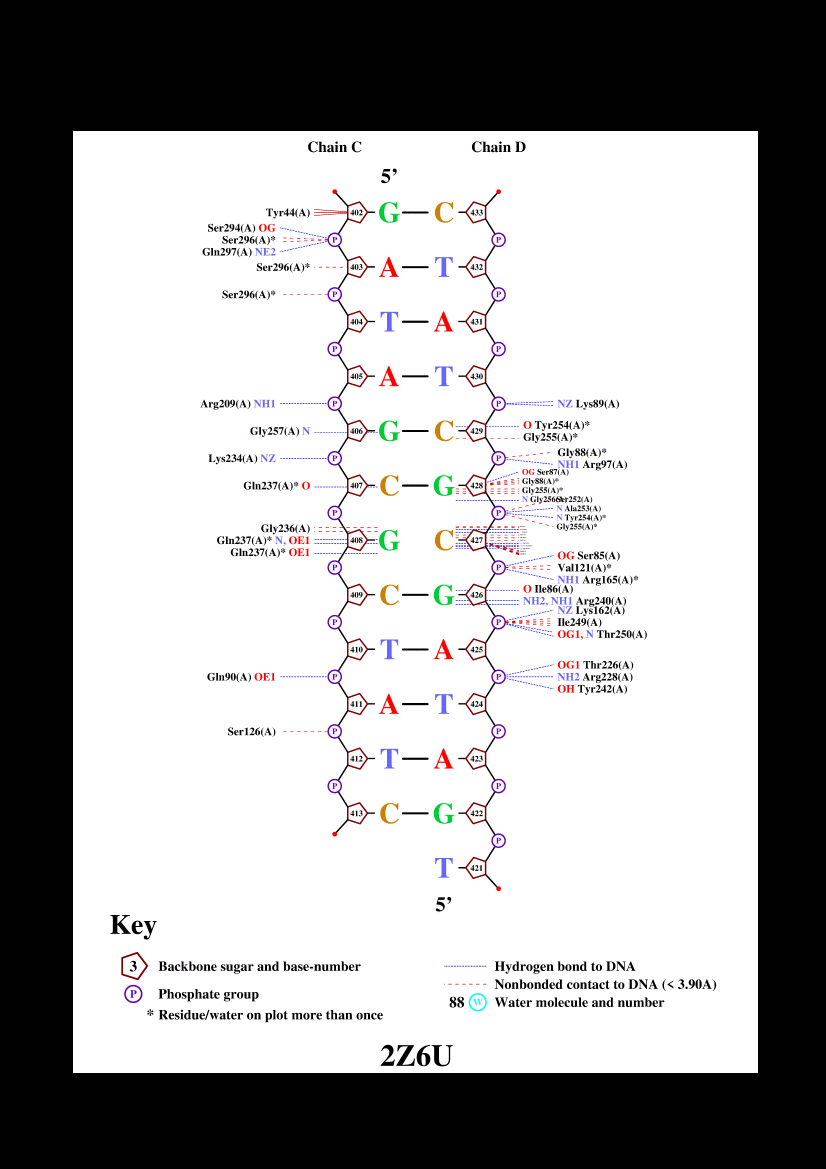 Chain C Chain D
5’
Tyr44(A) 402 G C 433
Ser294(A) OG
Ser296(A)* P P
Gln297(A) NE2
Ser296(A)* 403 A T 432
Ser296(A)* P P
404 T A 431
P P
405 A T 430
Arg209(A) NH1 P P NZ Lys89(A)
O Tyr254(A)*
Gly257(A) N 406 G C 429
Gly255(A)*
Gly88(A)*
Lys234(A) NZ P P
NH1 Arg97(A)
OG Ser87(A)
Gly88(A)*
Gln237(A)* O 407 C G 428
Gly255(A)*
N Gly256 Ser252(A)
N Ala253(A)
P P
N Tyr254(A)*
Gly255(A)*
Gly236(A)
Gln237(A)* N, OE1 408 G C 427
Gln237(A)* OE1
OG Ser85(A)
P P Val121(A)*
NH1 Arg165(A)*
O Ile86(A)
409 C G 426
NH2, NH1 Arg240(A)
NZ Lys162(A)
P P Ile249(A)
OG1, N Thr250(A)
410 T A 425
OG1 Thr226(A)
Gln90(A) OE1 P P NH2 Arg228(A)
OH Tyr242(A)
411 A T 424
Ser126(A) P P
412 T A 423
P P
413 C G 422
P
T 421
5’
Key
3 Backbone sugar and base-number
P Phosphate group
* Residue/water on plot more than once
Hydrogen bond to DNA
Nonbonded contact to DNA (< 3.90A)
88 W Water molecule and number
2Z6U